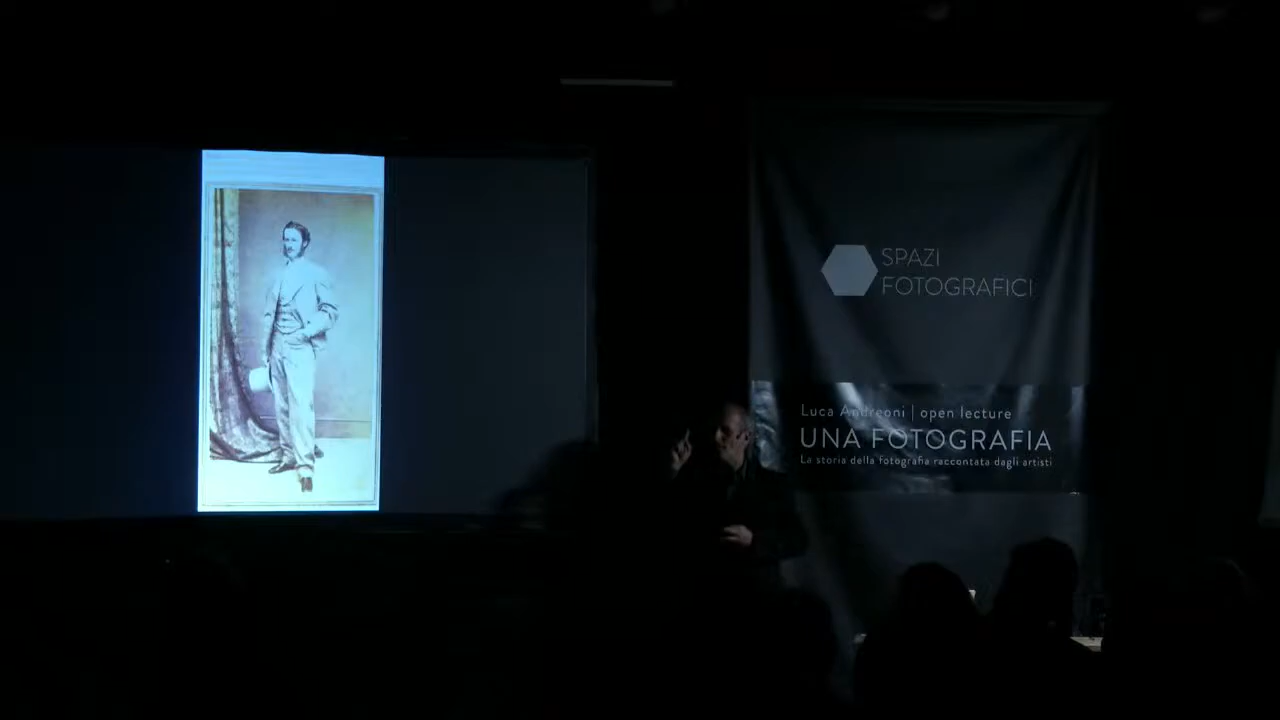 SPAZI
FOTOGRAFICI
Luca Andreoni | open lecture
UNA FOTOGRAFIA
La storia della fotografia raccontata dagli artisti